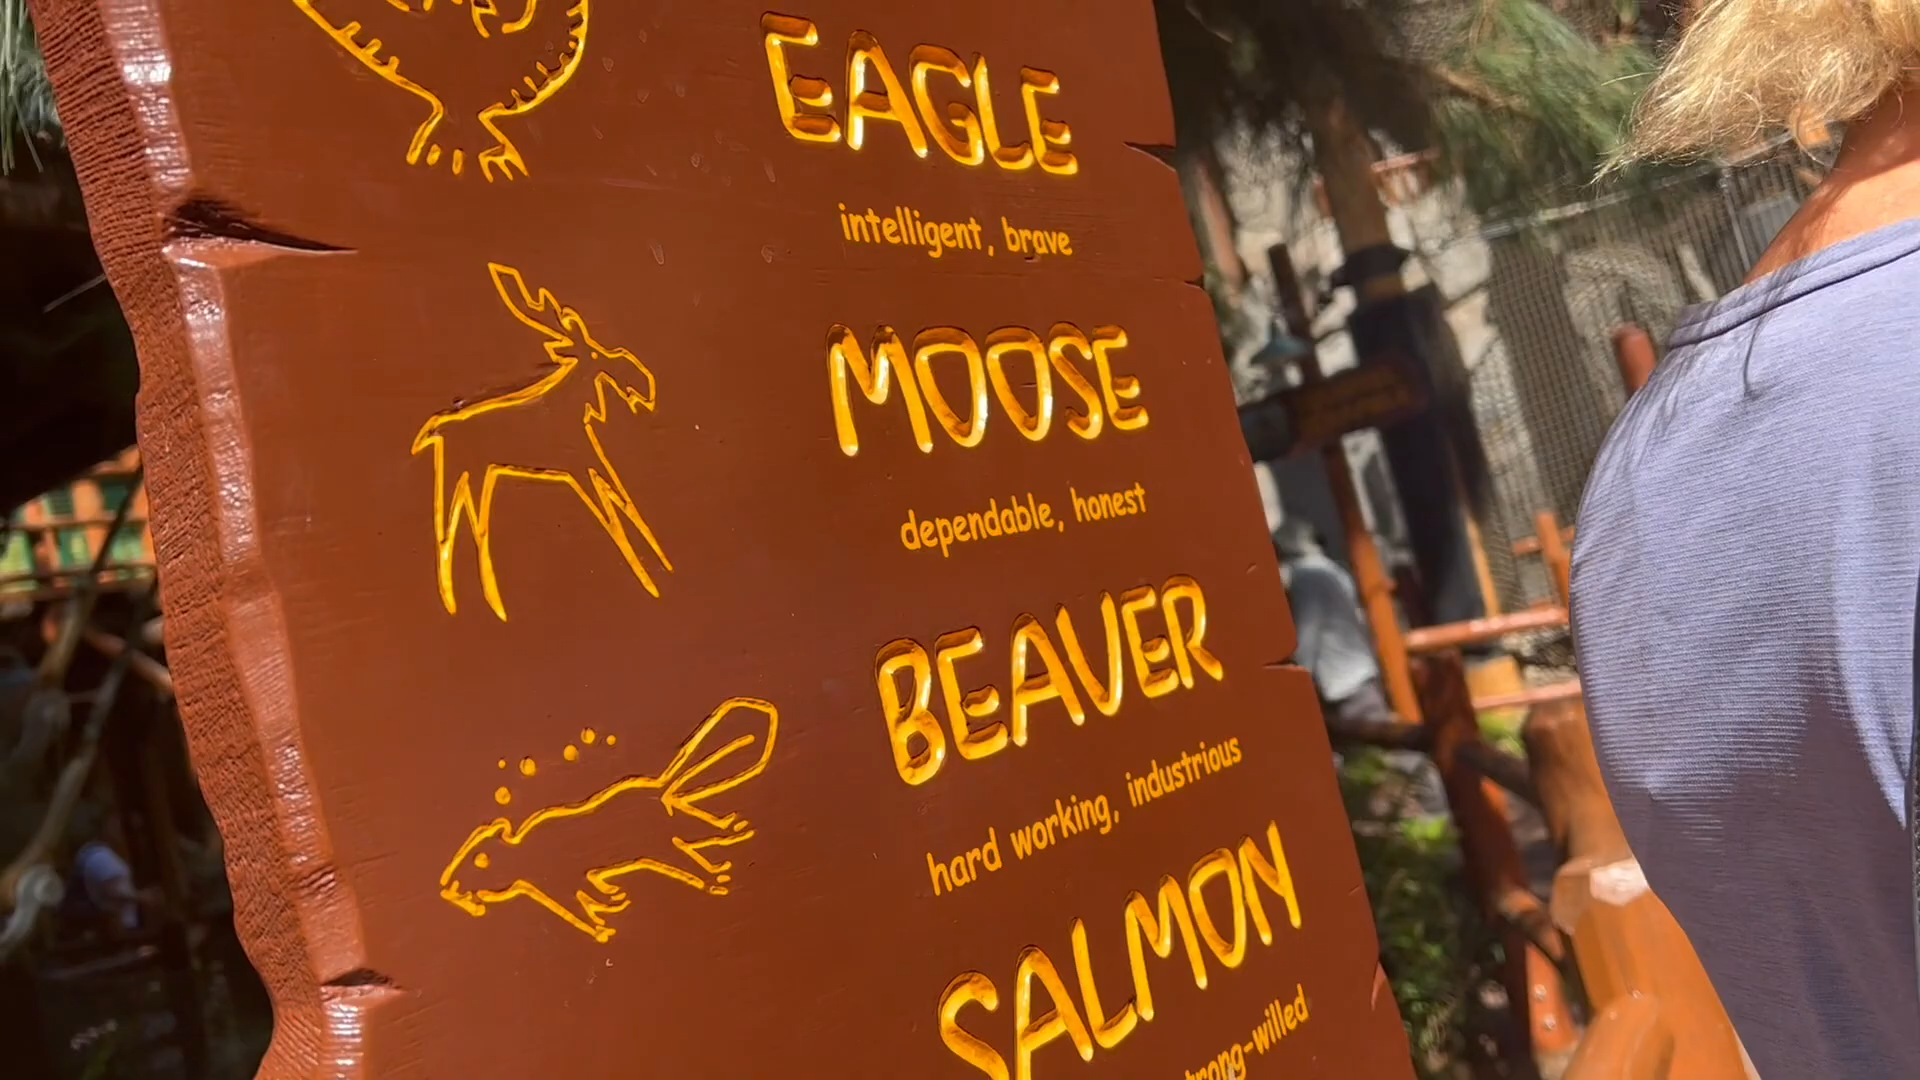 EAGLE
intelligent, brave
MOOSE
dependable, honest
BEAVER
hard working, industrious
SALMON